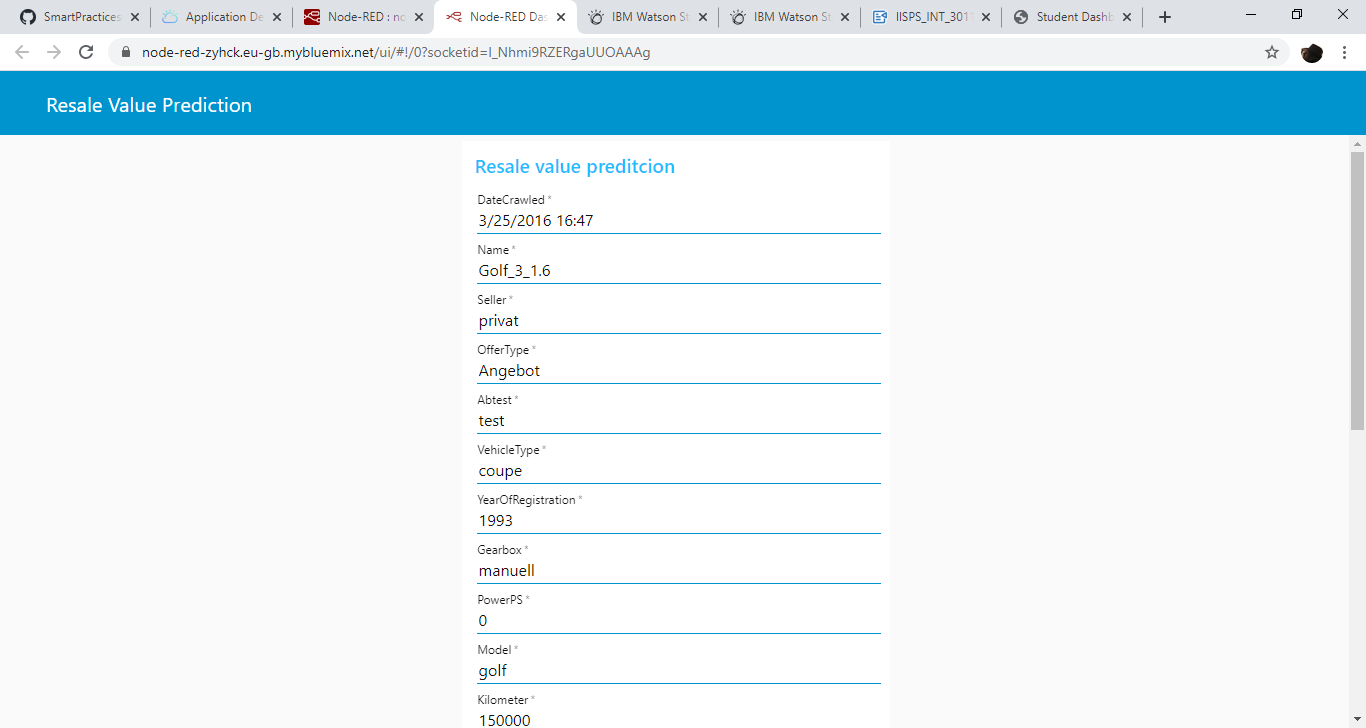 SmartPractices
Application De
Node-RED : no
Node-RED Das
IBM Watson St
IBM Watson St
IISPS_INT_301
Student Dashb
node-red-zyhck.eu-gb.mybluemix.net/ui/#!/0?socketid=I_Nhmi9RZERgaUUOAAAg
Resale Value Prediction
Resale value preditcion
DateCrawled *
3/25/2016 16:47
Name *
Golf_3_1.6
Seller *
privat
OfferType *
Angebot
Abtest *
test
VehicleType *
coupe
YearOfRegistration *
1993
Gearbox *
manuell
PowerPS *
0
Model *
golf
Kilometer *
150000